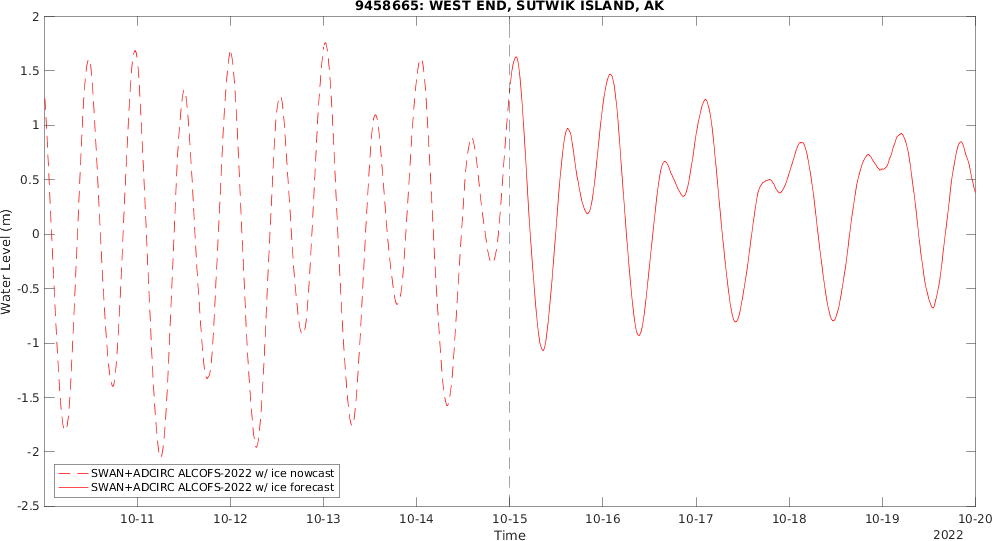 9458665: WEST END, SUTWIK ISLAND, AK
2
1.5
1
0.5
0
-0.5
-1
-1.5
-2
-2.5
Water Level (m)
SWAN+ADCIRC ALCOFS-2022 w/ ice nowcast
SWAN+ADCIRC ALCOFS-2022 w/ ice forecast
10-11 10-12 10-13 10-14 10-15 10-16 10-17 10-18 10-19 10-20
Time
2022